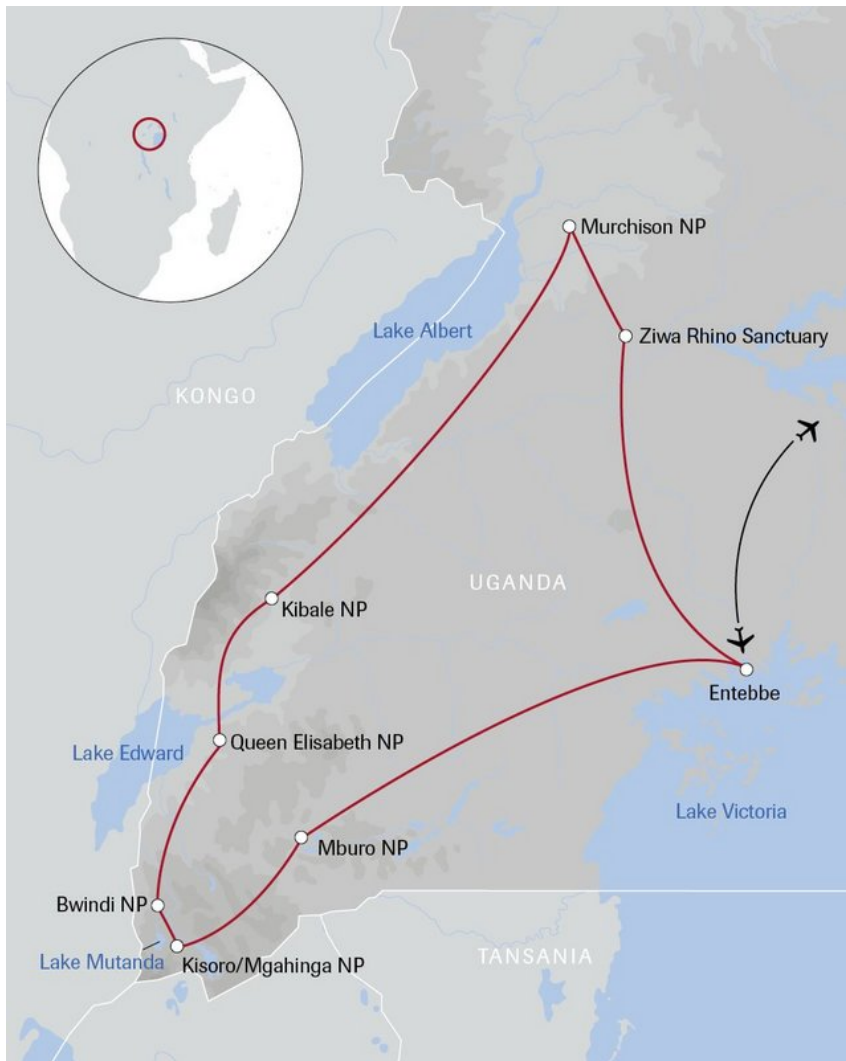 Murchison NP
Ziwa Rhino Sanctuary
Lake Albert
KONGO
UGANDA
Kibale NP
Entebbe
Queen Elisabeth NP
Lake Edward
Lake Victoria
Mburo NP
Bwindi NP
Lake Mutanda
Kisoro/Mgahinga NP
TANSANIA